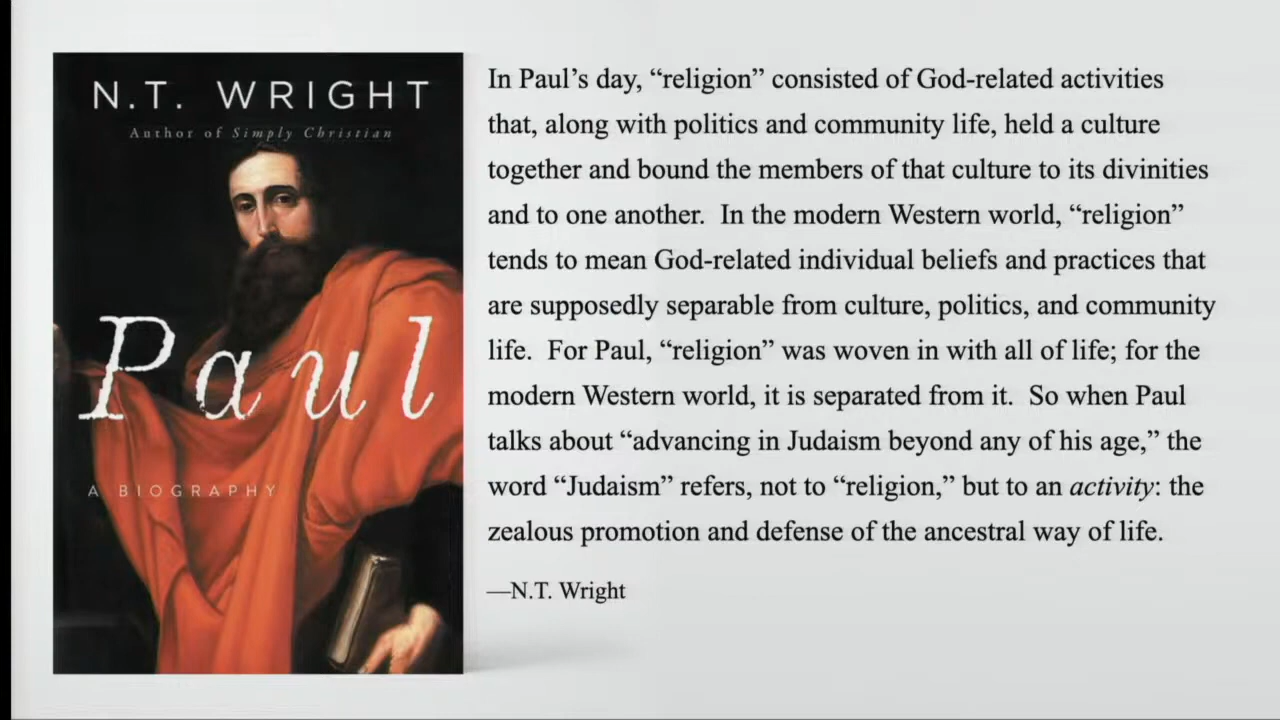 N.T. WRIGHT
Author of Simply Christian
Paul
A BIOGRAPHY
In Paul’s day, “religion” consisted of God-related activities
that, along with politics and community life, held a culture
together and bound the members of that culture to its divinities
and to one another.  In the modern Western world, “religion”
tends to mean God-related individual beliefs and practices that
are supposedly separable from culture, politics, and community
life.  For Paul, “religion” was woven in with all of life; for the
modern Western world, it is separated from it.  So when Paul
talks about “advancing in Judaism beyond any of his age,” the
word “Judaism” refers, not to “religion,” but to an activity: the
zealous promotion and defense of the ancestral way of life.
—N.T. Wright